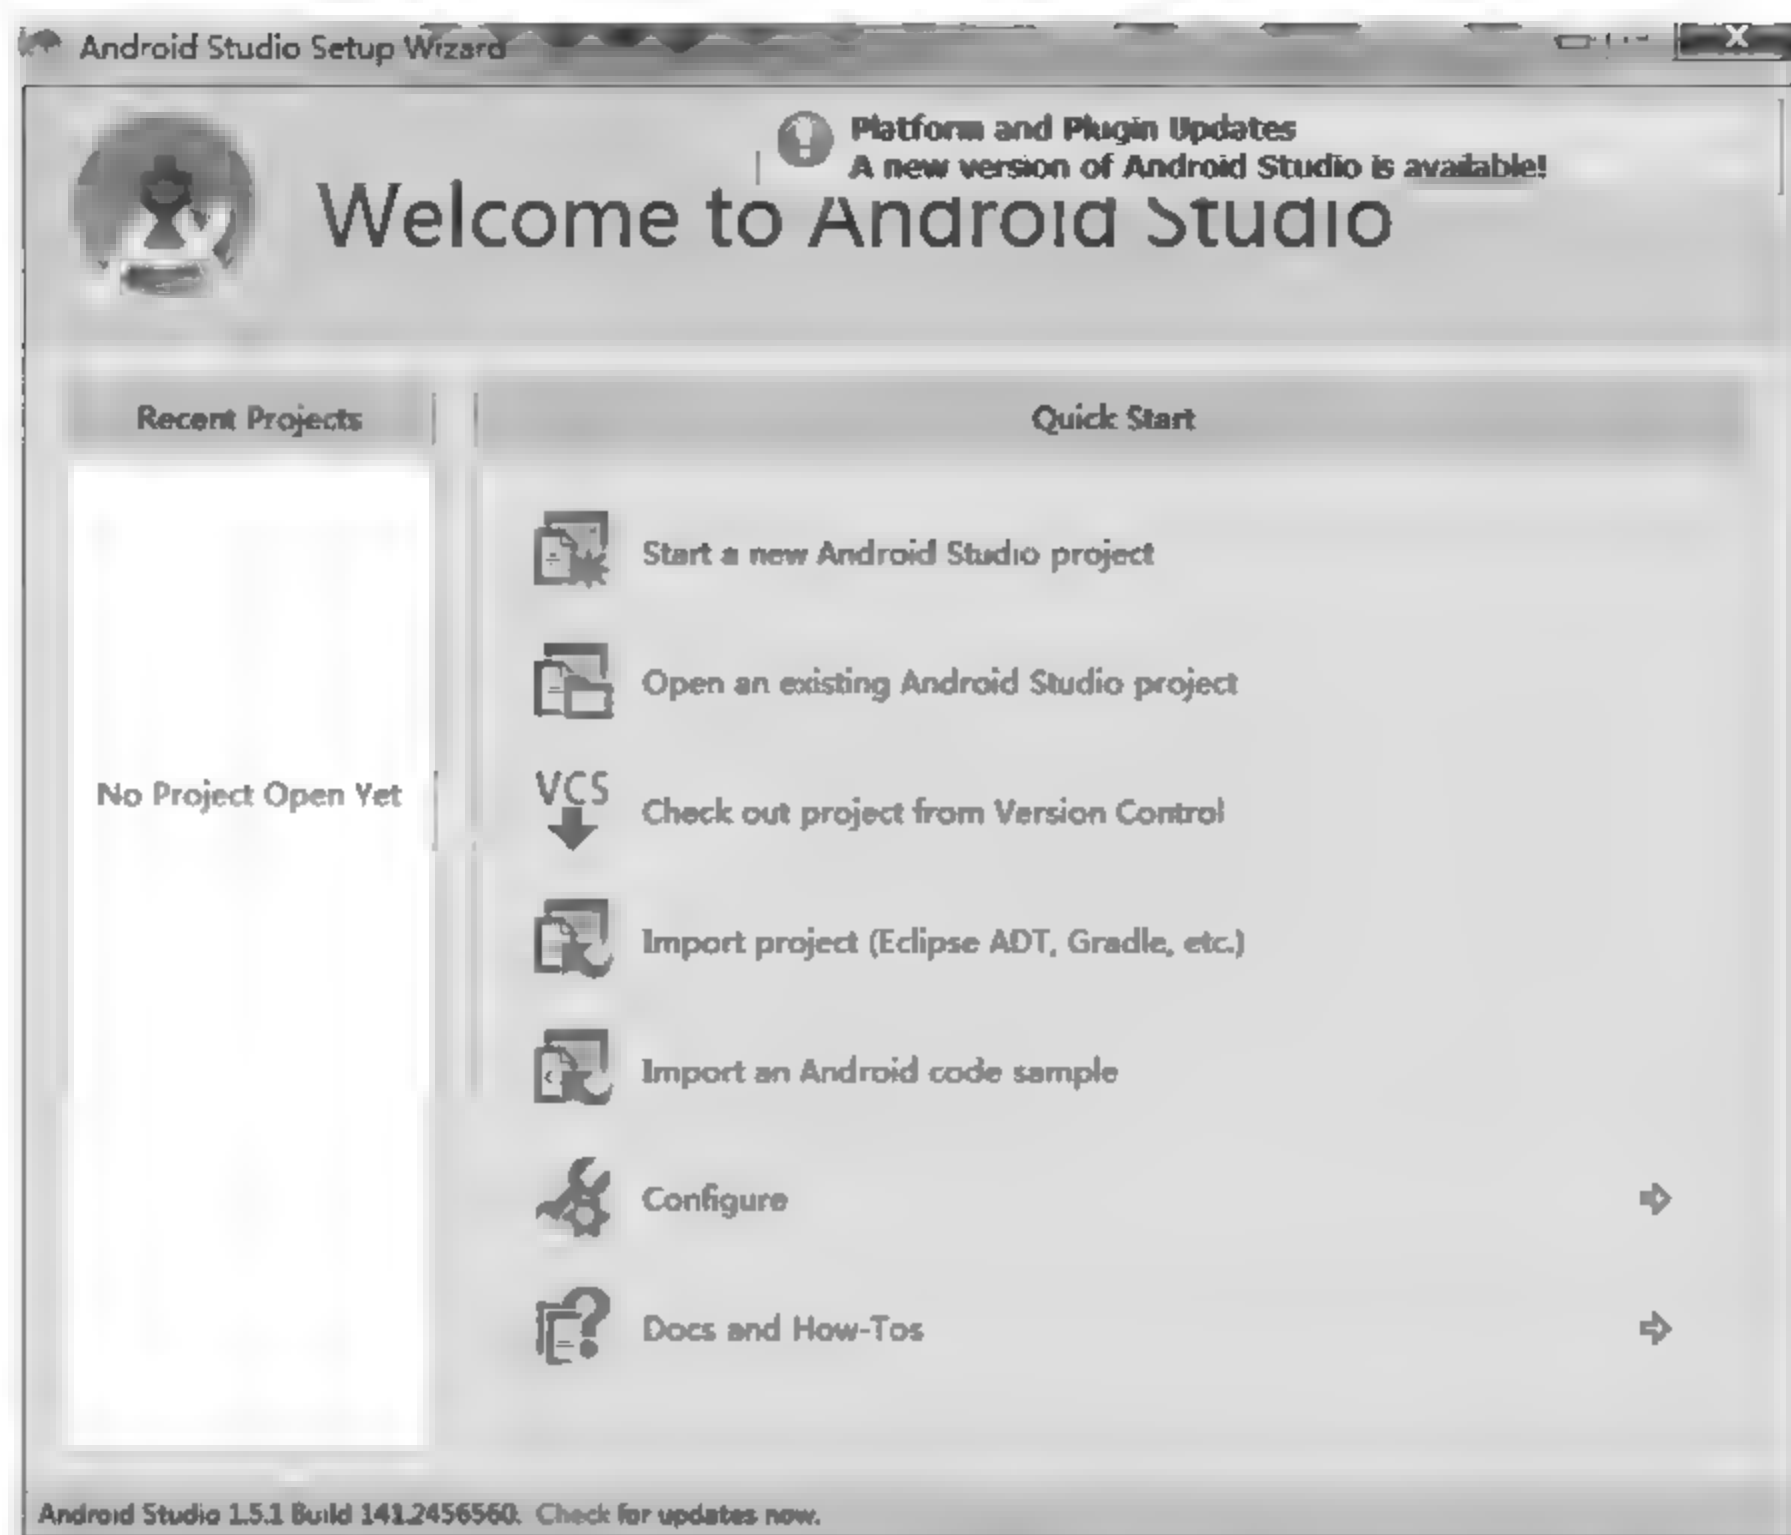 Android Studio Setup Wizard
Platform and Plugin Updates
A new version of Android Studio is available!
Welcome to Android Studio
Recent Projects
Quick Start
Start a new Android Studio project
Open an existing Android Studio project
No Project Open Yet
VCS
Check out project from Version Control
Import project (Eclipse ADT, Gradle, etc.)
Import an Android code sample
Configure
Docs and How-Tos
Android Studio 1.5.1 Build 141.2456560. Check for updates now.